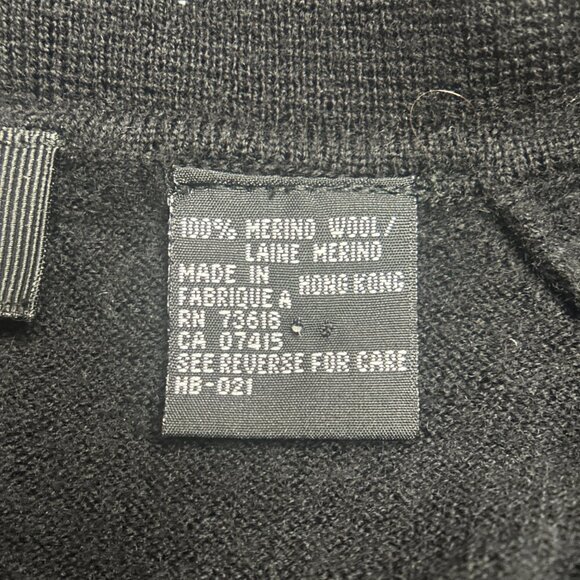 100% MERINO WOOL/
LAINE MERINO
MADE IN
FABRIQUE A HONG KONG
RN 73618
CA 07415
SEE REVERSE FOR CARE
HB-021